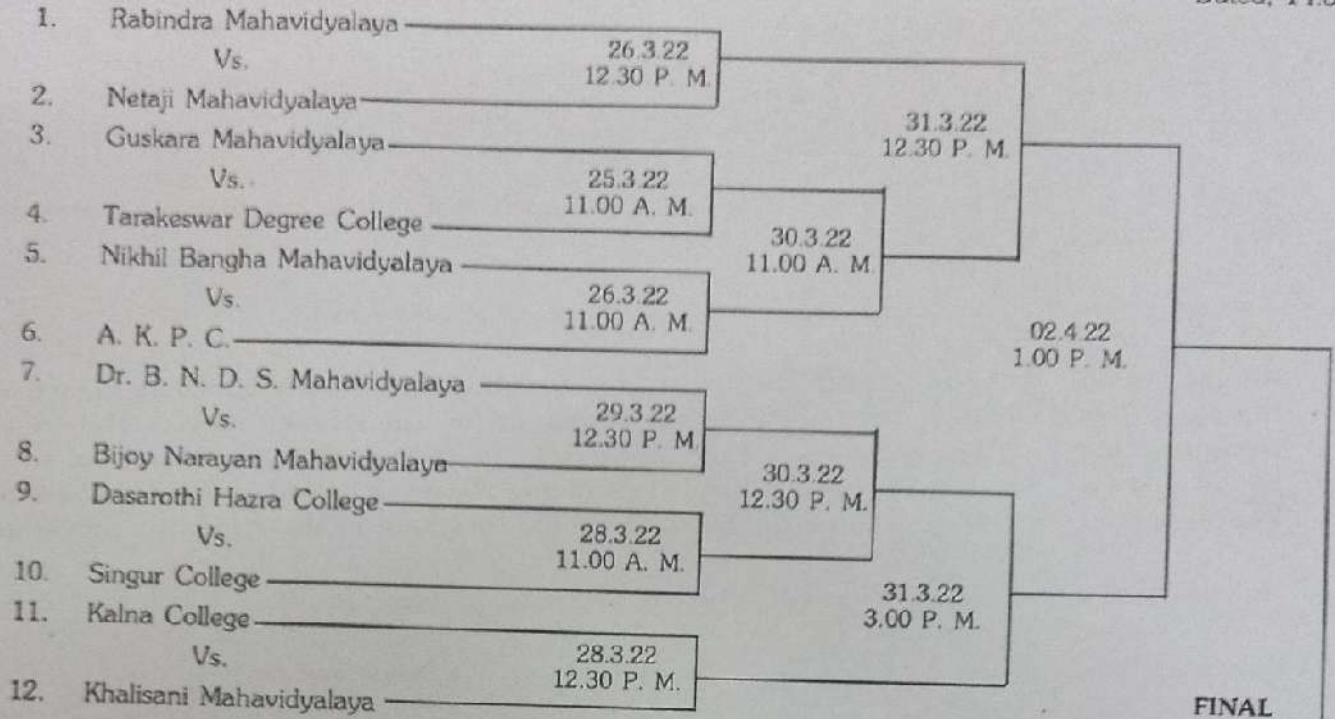 1. Rabindra Mahavidyalaya
Vs.
26.3.22
12.30 P. M.
2. Netaji Mahavidyalaya
3. Guskara Mahavidyalaya
31.3.22
12.30 P. M.
Vs.
25.3.22
11.00 A. M.
4. Tarakeswar Degree College
30.3.22
11.00 A. M.
5. Nikhil Bangha Mahavidyalaya
Vs.
26.3.22
11.00 A. M.
6. A. K. P. C.
02.4.22
1.00 P. M.
7. Dr. B. N. D. S. Mahavidyalaya
Vs.
29.3.22
12.30 P. M.
8. Bijoy Narayan Mahavidyalaya
30.3.22
12.30 P. M.
9. Dasarothi Hazra College
Vs.
28.3.22
11.00 A. M.
10. Singur College
31.3.22
3.00 P. M.
11. Kalna College
Vs.
28.3.22
12.30 P. M.
12. Khalisani Mahavidyalaya
FINAL